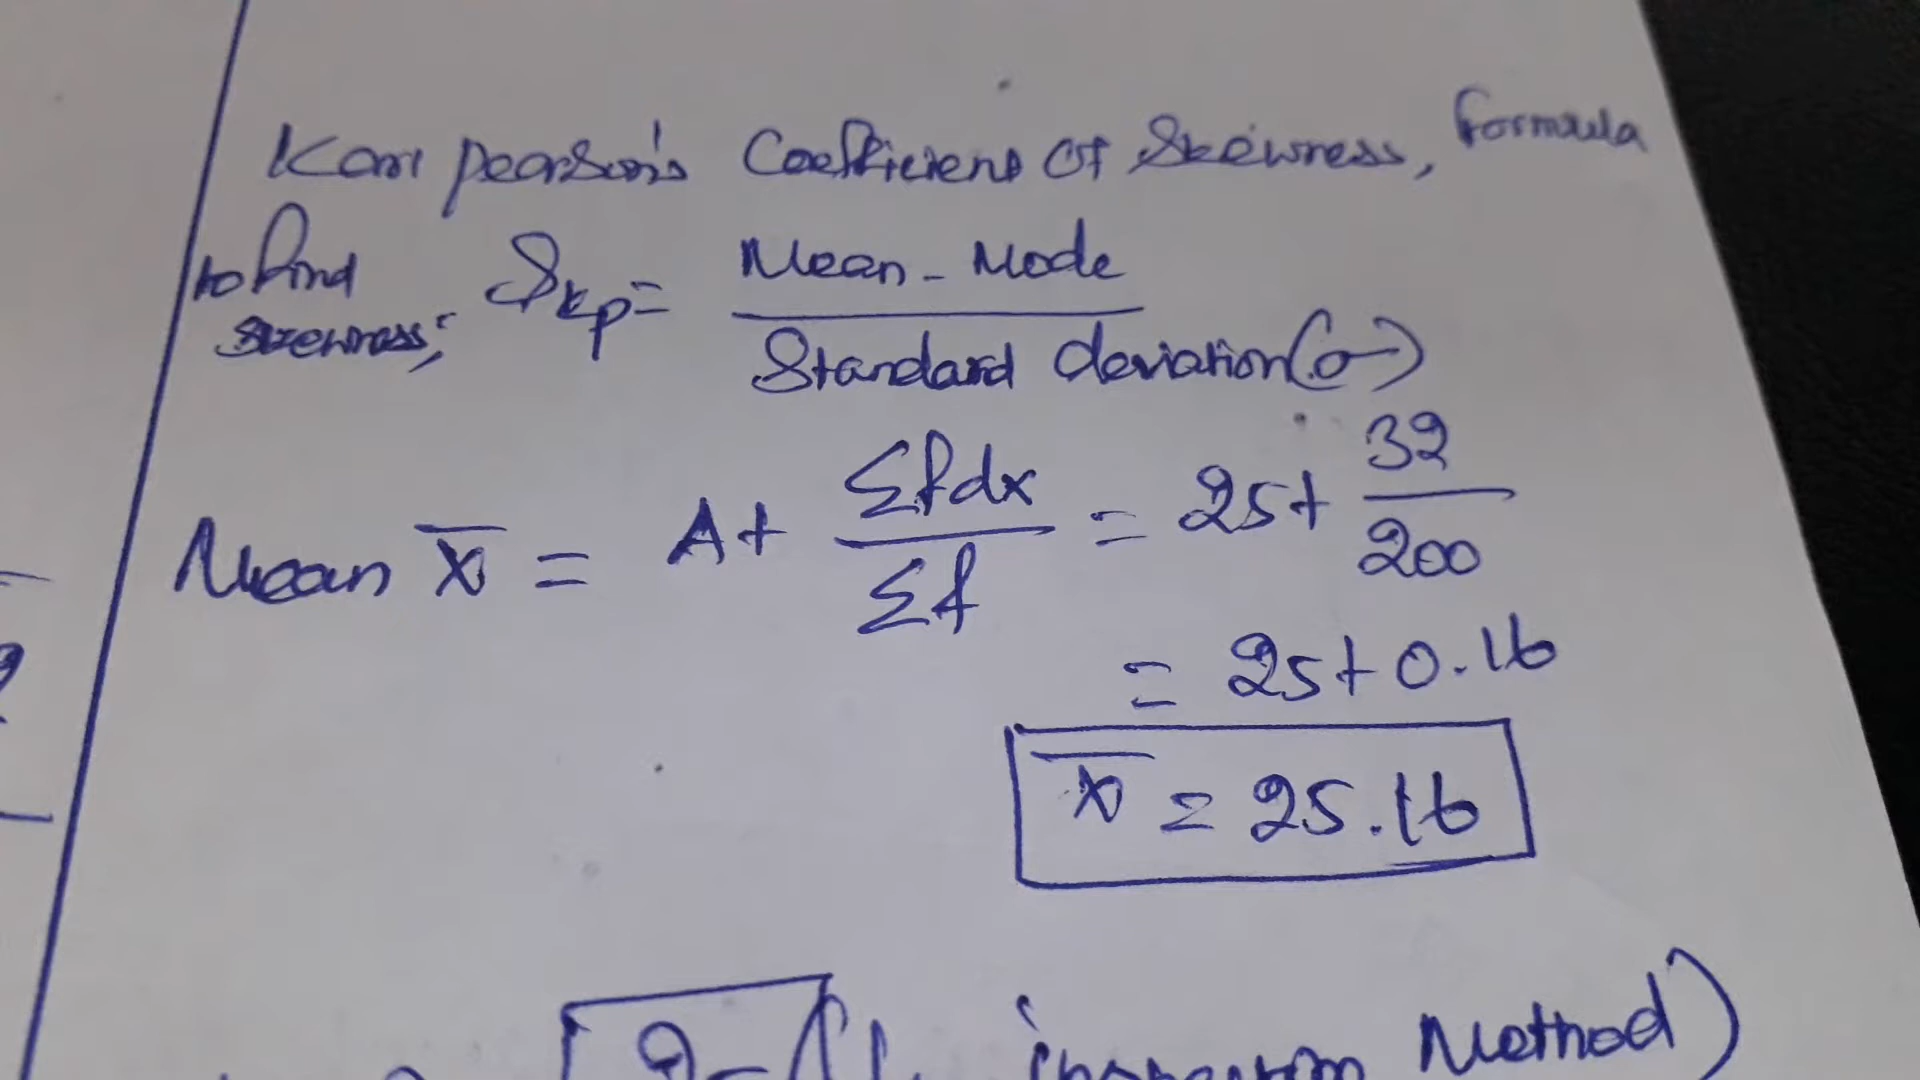 Karl pearson's Coefficient Of Skewness, formula
to find skewness; Skp = Mean - Mode / Standard deviation (σ)
Mean x̄ = A + Σfdx / Σf = 25 + 32 / 200
= 25 + 0.16
x̄ = 25.16
inspection Method)